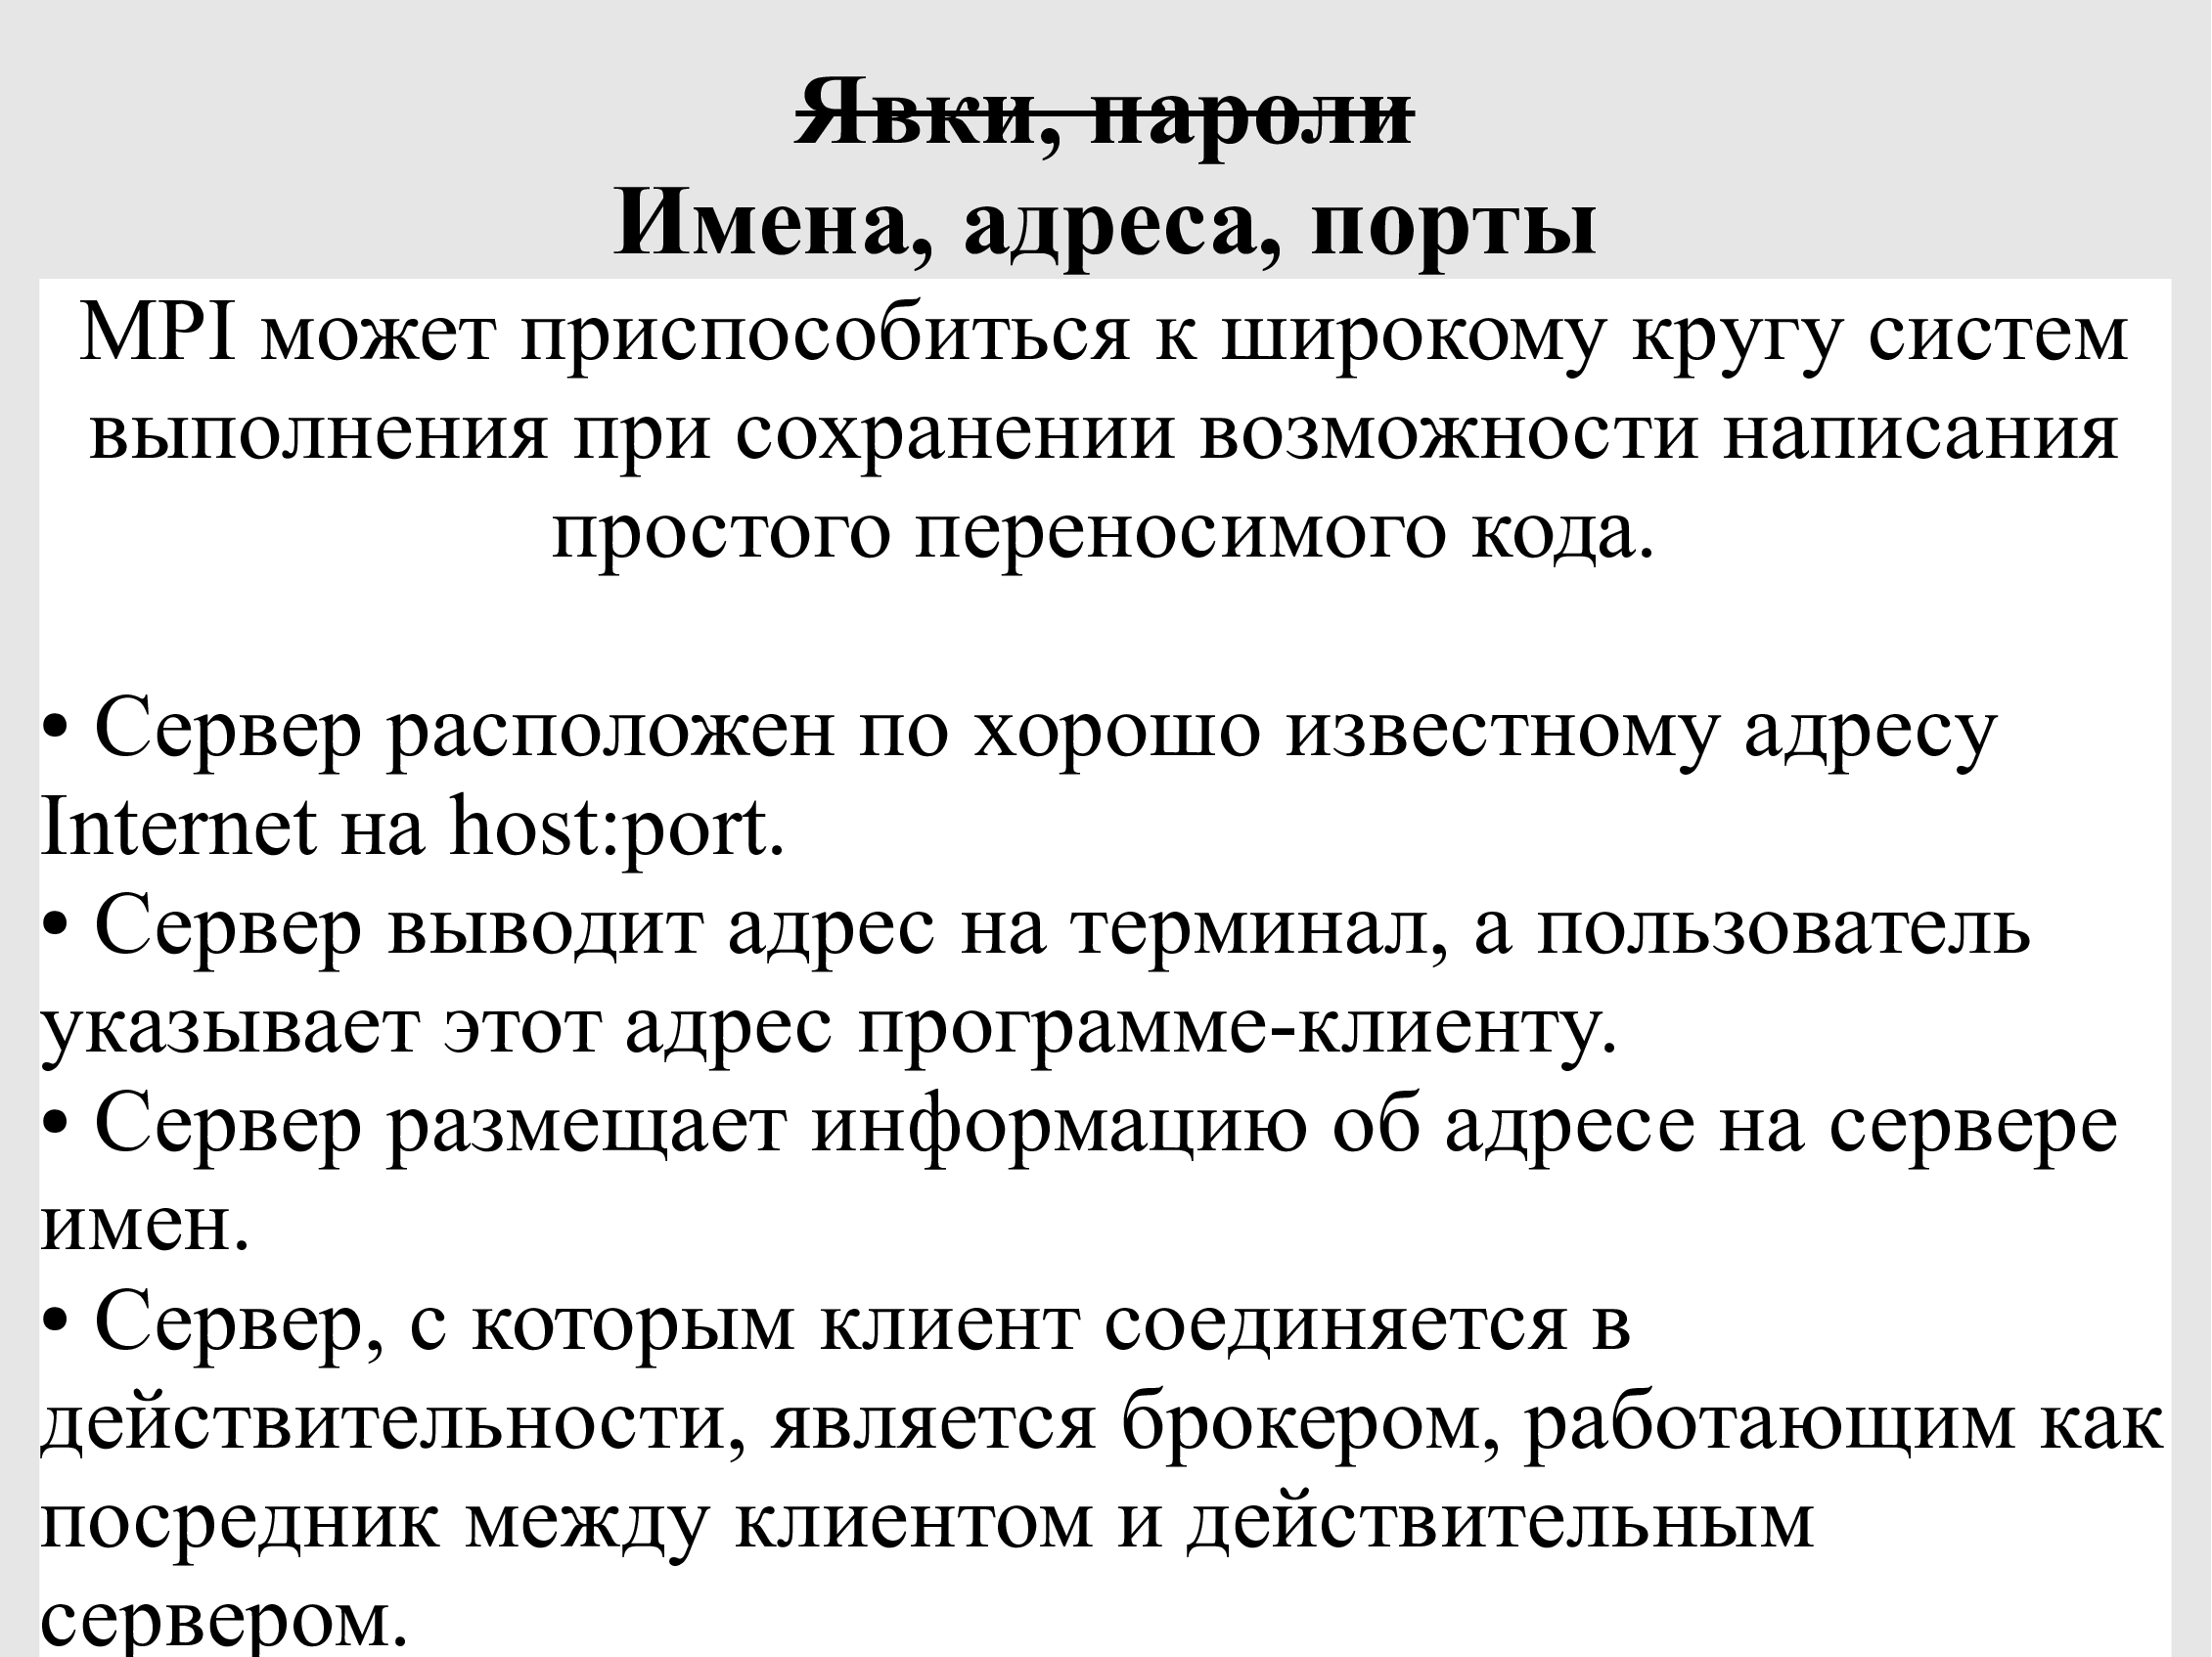 Явки, пароли
Имена, адреса, порты
MPI может приспособиться к широкому кругу систем
выполнения при сохранении возможности написания
простого переносимого кода.
• Сервер расположен по хорошо известному адресу
Internet на host:port.
• Сервер выводит адрес на терминал, а пользователь
указывает этот адрес программе-клиенту.
• Сервер размещает информацию об адресе на сервере
имен.
• Сервер, с которым клиент соединяется в
действительности, является брокером, работающим как
посредник между клиентом и действительным
сервером.